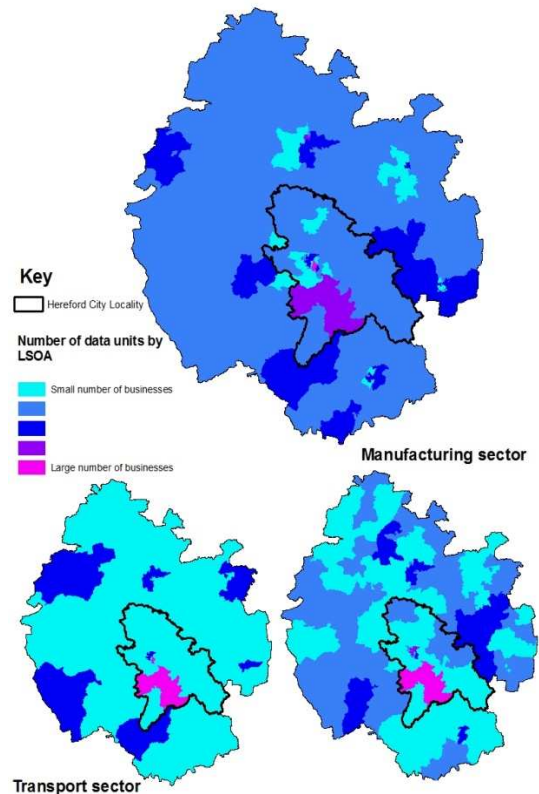 Key
Hereford City Locality
Number of data units by
LSOA
Small number of businesses
Large number of businesses
Manufacturing sector
Transport sector